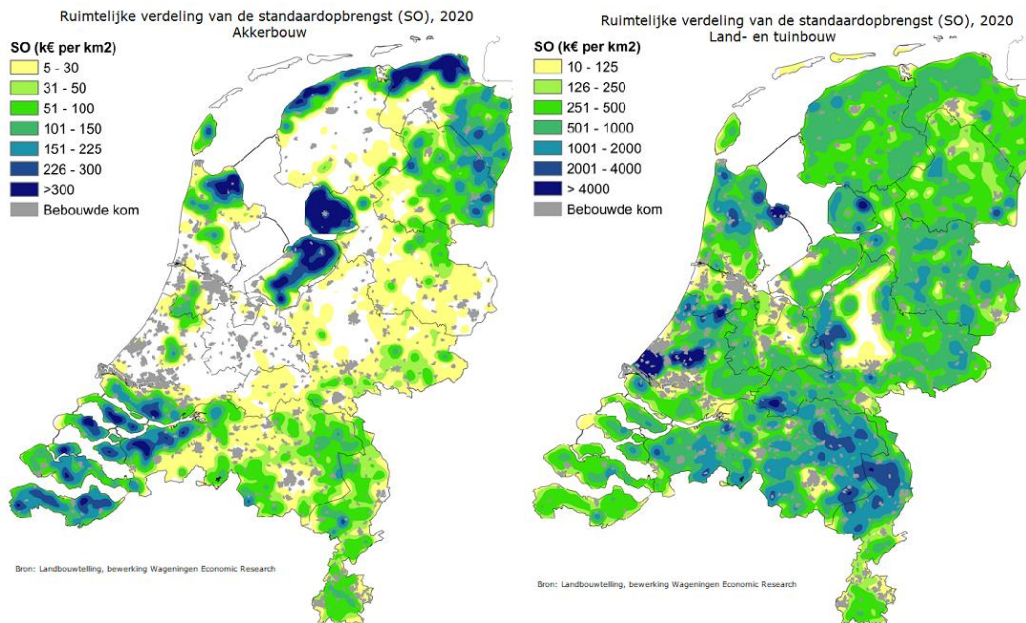 Ruimtelijke verdeling van de standaardopbrengst (SO), 2020
Akkerbouw
SO (k€ per km2)
5 - 30
31 - 50
51 - 100
101 - 150
151 - 225
226 - 300
>300
Bebouwde kom
Bron: Landbouwtelling, bewerking Wageningen Economic Research
Ruimtelijke verdeling van de standaardopbrengst (SO), 2020
Land- en tuinbouw
SO (k€ per km2)
10 - 125
126 - 250
251 - 500
501 - 1000
1001 - 2000
2001 - 4000
> 4000
Bebouwde kom
Bron: Landbouwtelling, bewerking Wageningen Economic Research